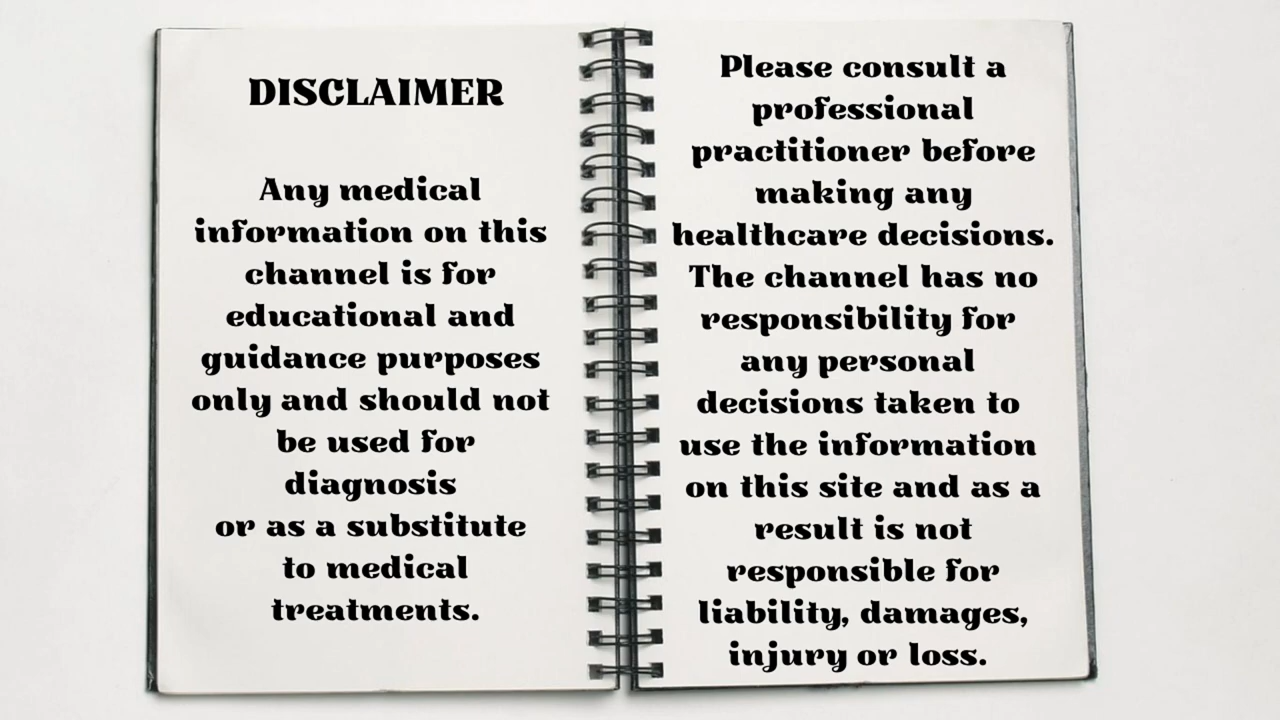 DISCLAIMER
Any medical
information on this
channel is for
educational and
guidance purposes
only and should not
be used for
diagnosis
or as a substitute
to medical
treatments.
Please consult a
professional
practitioner before
making any
healthcare decisions.
The channel has no
responsibility for
any personal
decisions taken to
use the information
on this site and as a
result is not
responsible for
liability, damages,
injury or loss.